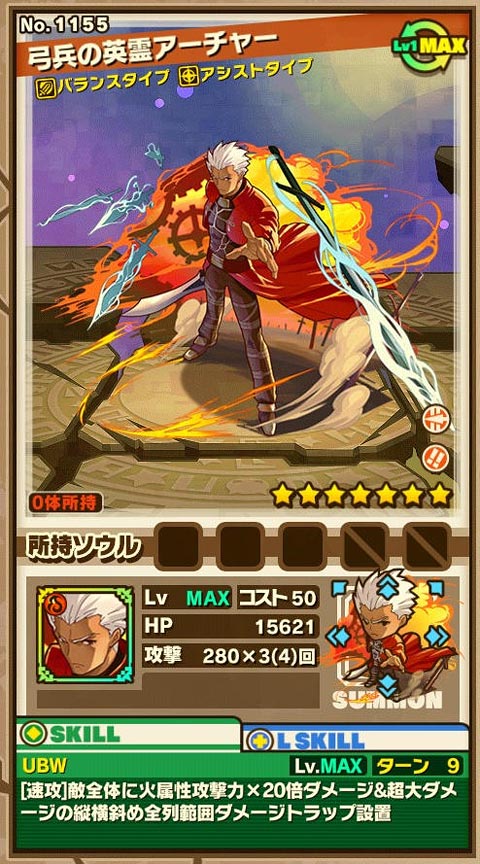 No.1155
弓兵の英霊アーチャー
Lv1 MAX
バランスタイプ アシストタイプ
0体所持
所持ソウル
Lv MAX コスト 50
HP 15621
攻撃 280×3(4)回
SUMMON
SKILL
L SKILL
UBW Lv.MAX ターン 9
[速攻]敵全体に火属性攻撃力×20倍ダメージ&超大ダメ
ージの縦横斜め全列範囲ダメージトラップ設置